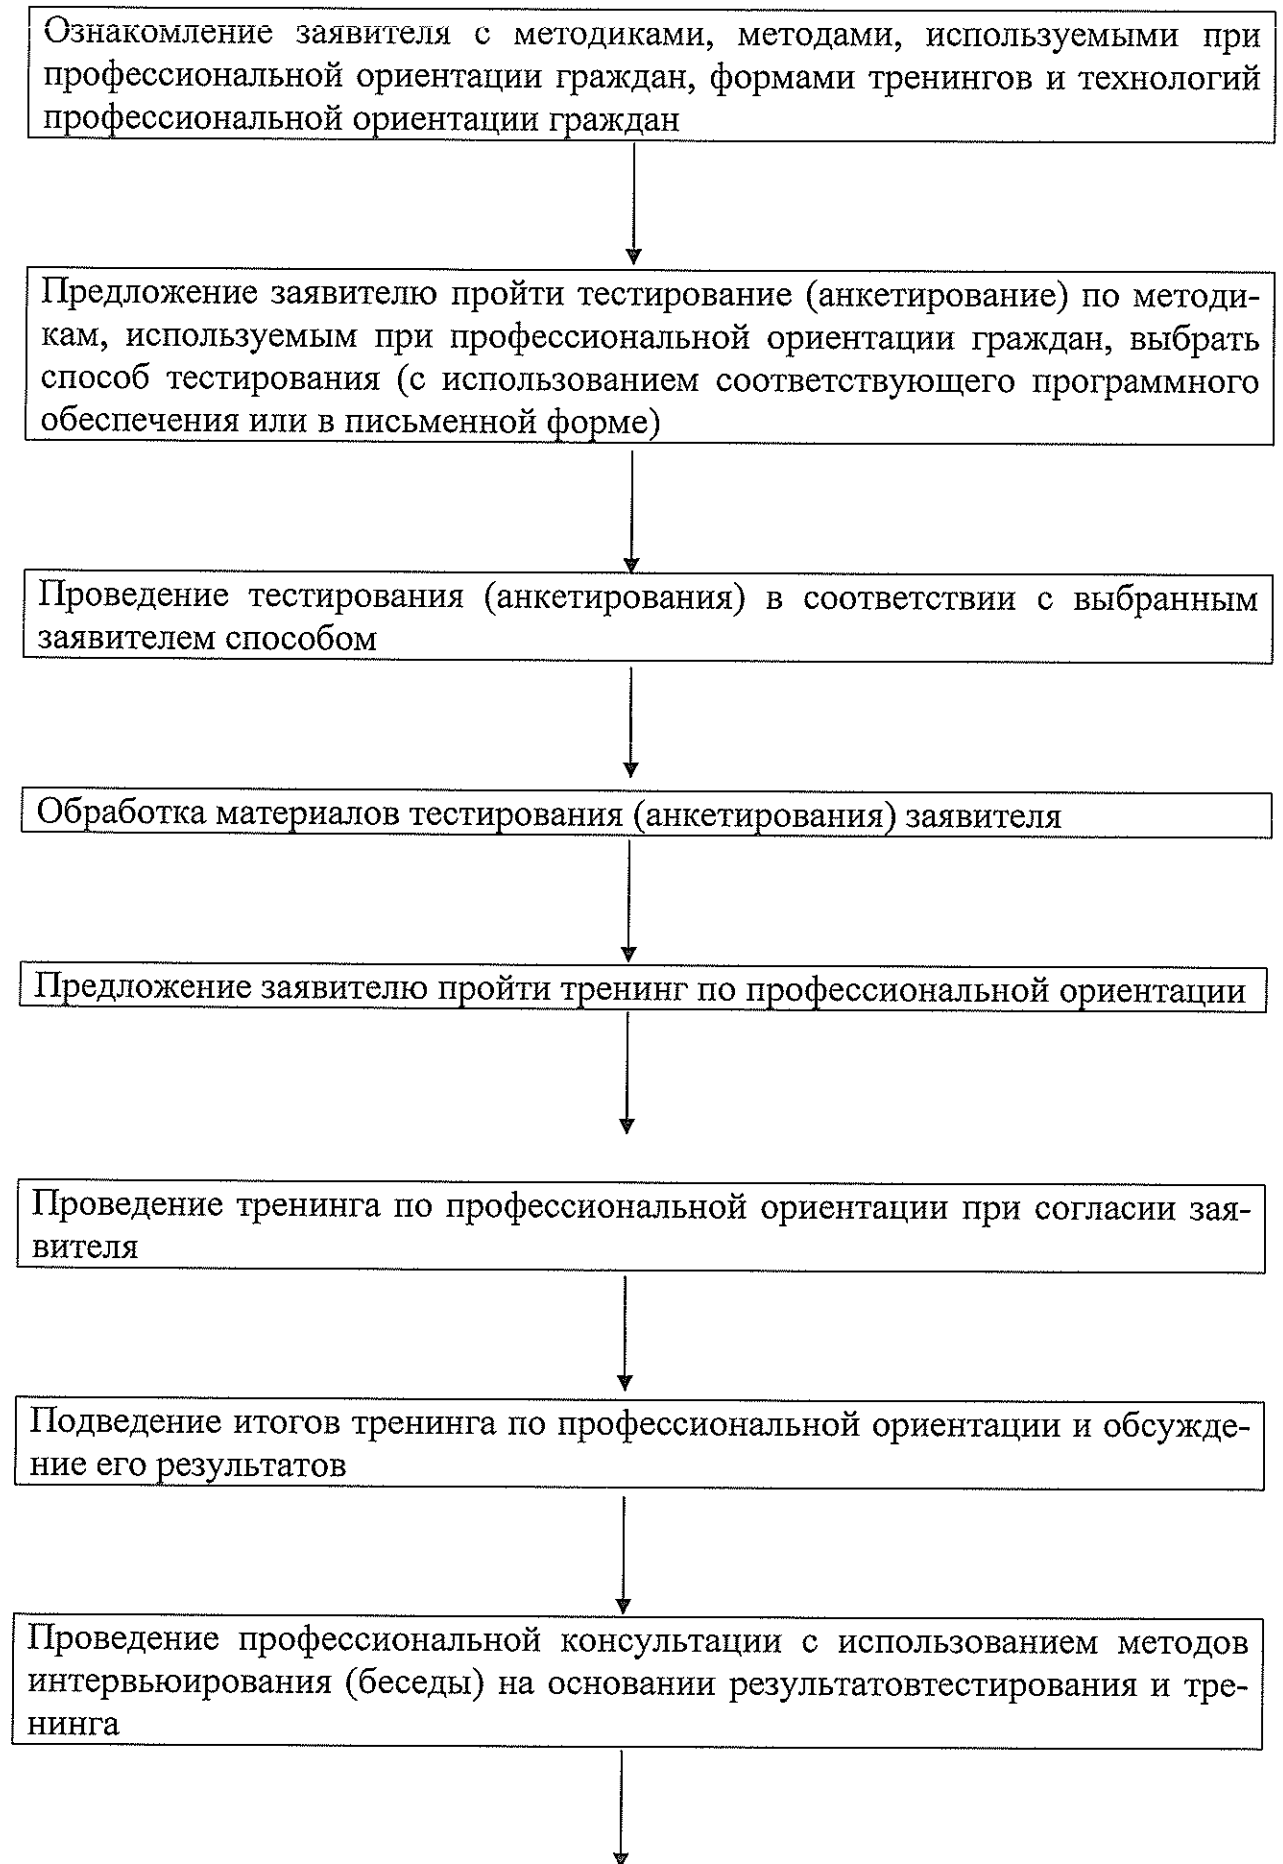 Ознакомление заявителя с методиками, методами, используемыми при
профессиональной ориентации граждан, формами тренингов и технологий
профессиональной ориентации граждан
Предложение заявителю пройти тестирование (анкетирование) по методи-
кам, используемым при профессиональной ориентации граждан, выбрать
способ тестирования (с использованием соответствующего программного
обеспечения или в письменной форме)
Проведение тестирования (анкетирования) в соответствии с выбранным
заявителем способом
Обработка материалов тестирования (анкетирования) заявителя
Предложение заявителю пройти тренинг по профессиональной ориентации
Проведение тренинга по профессиональной ориентации при согласии зая-
вителя
Подведение итогов тренинга по профессиональной ориентации и обсужде-
ние его результатов
Проведение профессиональной консультации с использованием методов
интервьюирования (беседы) на основании результатовтестирования и тре-
нинга